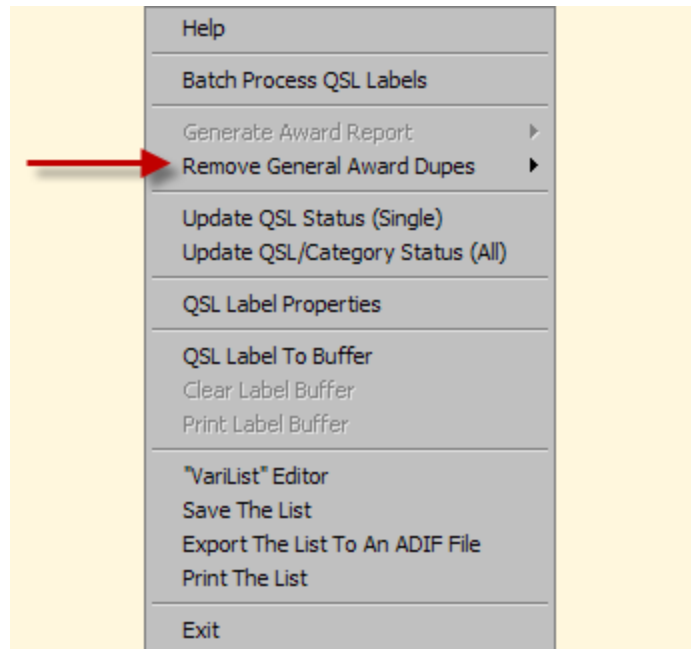 Help
Batch Process QSL Labels
Generate Award Report
Remove General Award Dupes
Update QSL Status (Single)
Update QSL/Category Status (All)
QSL Label Properties
QSL Label To Buffer
Clear Label Buffer
Print Label Buffer
"VariList" Editor
Save The List
Export The List To An ADIF File
Print The List
Exit